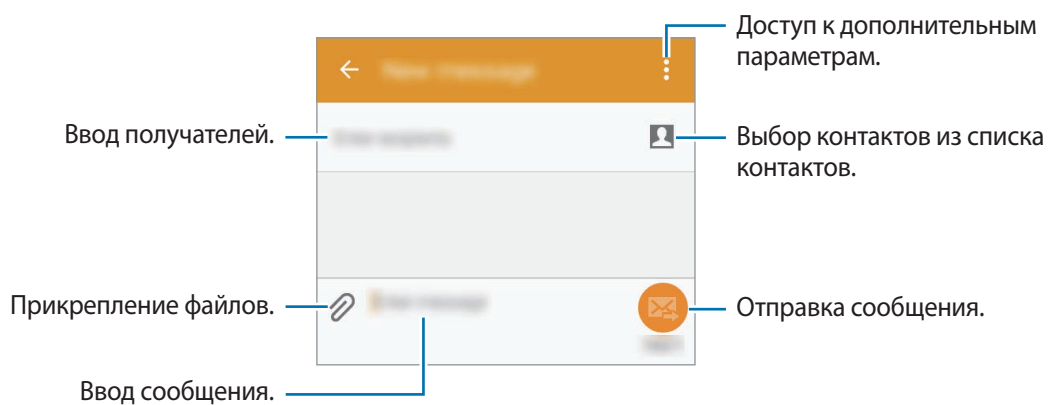 Доступ к дополнительным
параметрам.
Ввод получателей.
Выбор контактов из списка
контактов.
Прикрепление файлов.
Отправка сообщения.
Ввод сообщения.